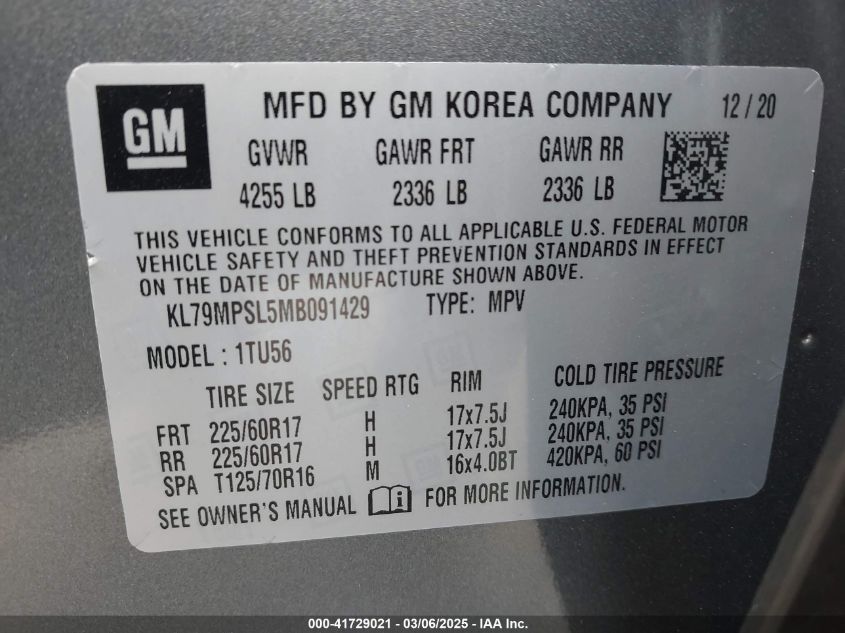 GM
MFD BY GM KOREA COMPANY 12 / 20
GVWR GAWR FRT GAWR RR
4255 LB 2336 LB 2336 LB
THIS VEHICLE CONFORMS TO ALL APPLICABLE U.S. FEDERAL MOTOR
VEHICLE SAFETY AND THEFT PREVENTION STANDARDS IN EFFECT
ON THE DATE OF MANUFACTURE SHOWN ABOVE.
KL79MPSL5MB091429 TYPE: MPV
MODEL : 1TU56
TIRE SIZE SPEED RTG RIM COLD TIRE PRESSURE
FRT 225/60R17 H 17x7.5J 240KPA, 35 PSI
RR 225/60R17 H 17x7.5J 240KPA, 35 PSI
SPA T125/70R16 M 16x4.0BT 420KPA, 60 PSI
SEE OWNER'S MANUAL i FOR MORE INFORMATION.
000-41729021 - 03/06/2025 - IAA Inc.